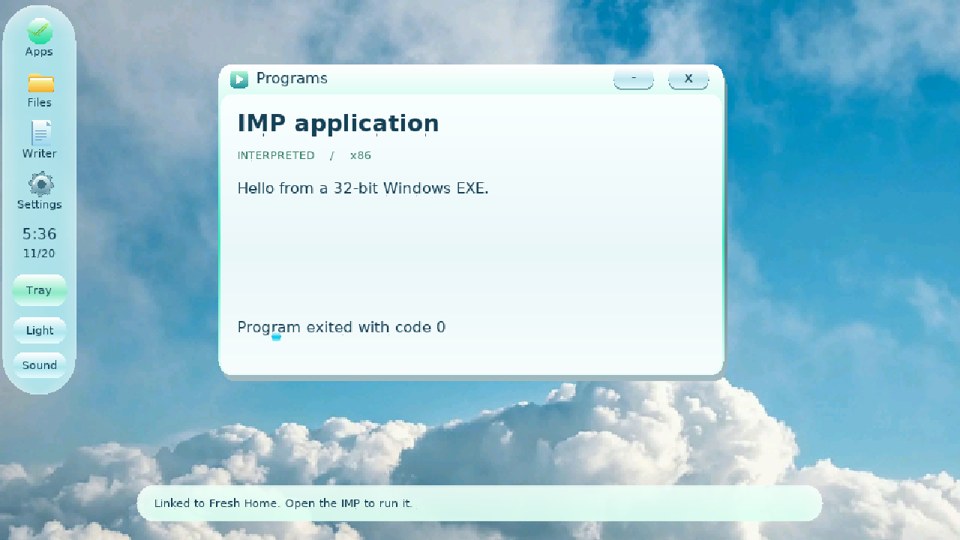 Apps
Files
Writer
Settings
5:36
11/20
Tray
Light
Sound
Programs
-
X
IMP application
INTERPRETED / x86
Hello from a 32-bit Windows EXE.
Program exited with code 0
Linked to Fresh Home. Open the IMP to run it.